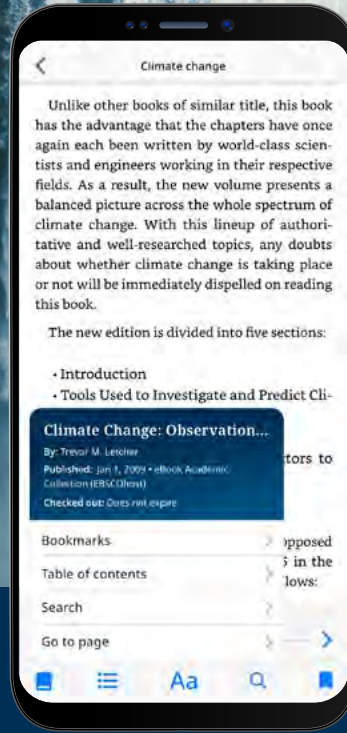 Climate change
Unlike other books of similar title, this book
has the advantage that the chapters have once
again each been written by world-class scien-
tists and engineers working in their respective
fields. As a result, the new volume presents a
balanced picture across the whole spectrum of
climate change. With this lineup of authori-
tative and well-researched topics, any doubts
about whether climate change is taking place
or not will be immediately dispelled on reading
this book.
The new edition is divided into five sections:
• Introduction
• Tools Used to Investigate and Predict Cli-
Climate Change: Observation...
By: Trevor M. Letcher
Published: Jan 1, 2009 • eBook Academic
Collection (EBSCOhost)
Checked out: Does not expire
tors to
Bookmarks
pposed
Table of contents
in the
lows:
Search
Go to page
Aa